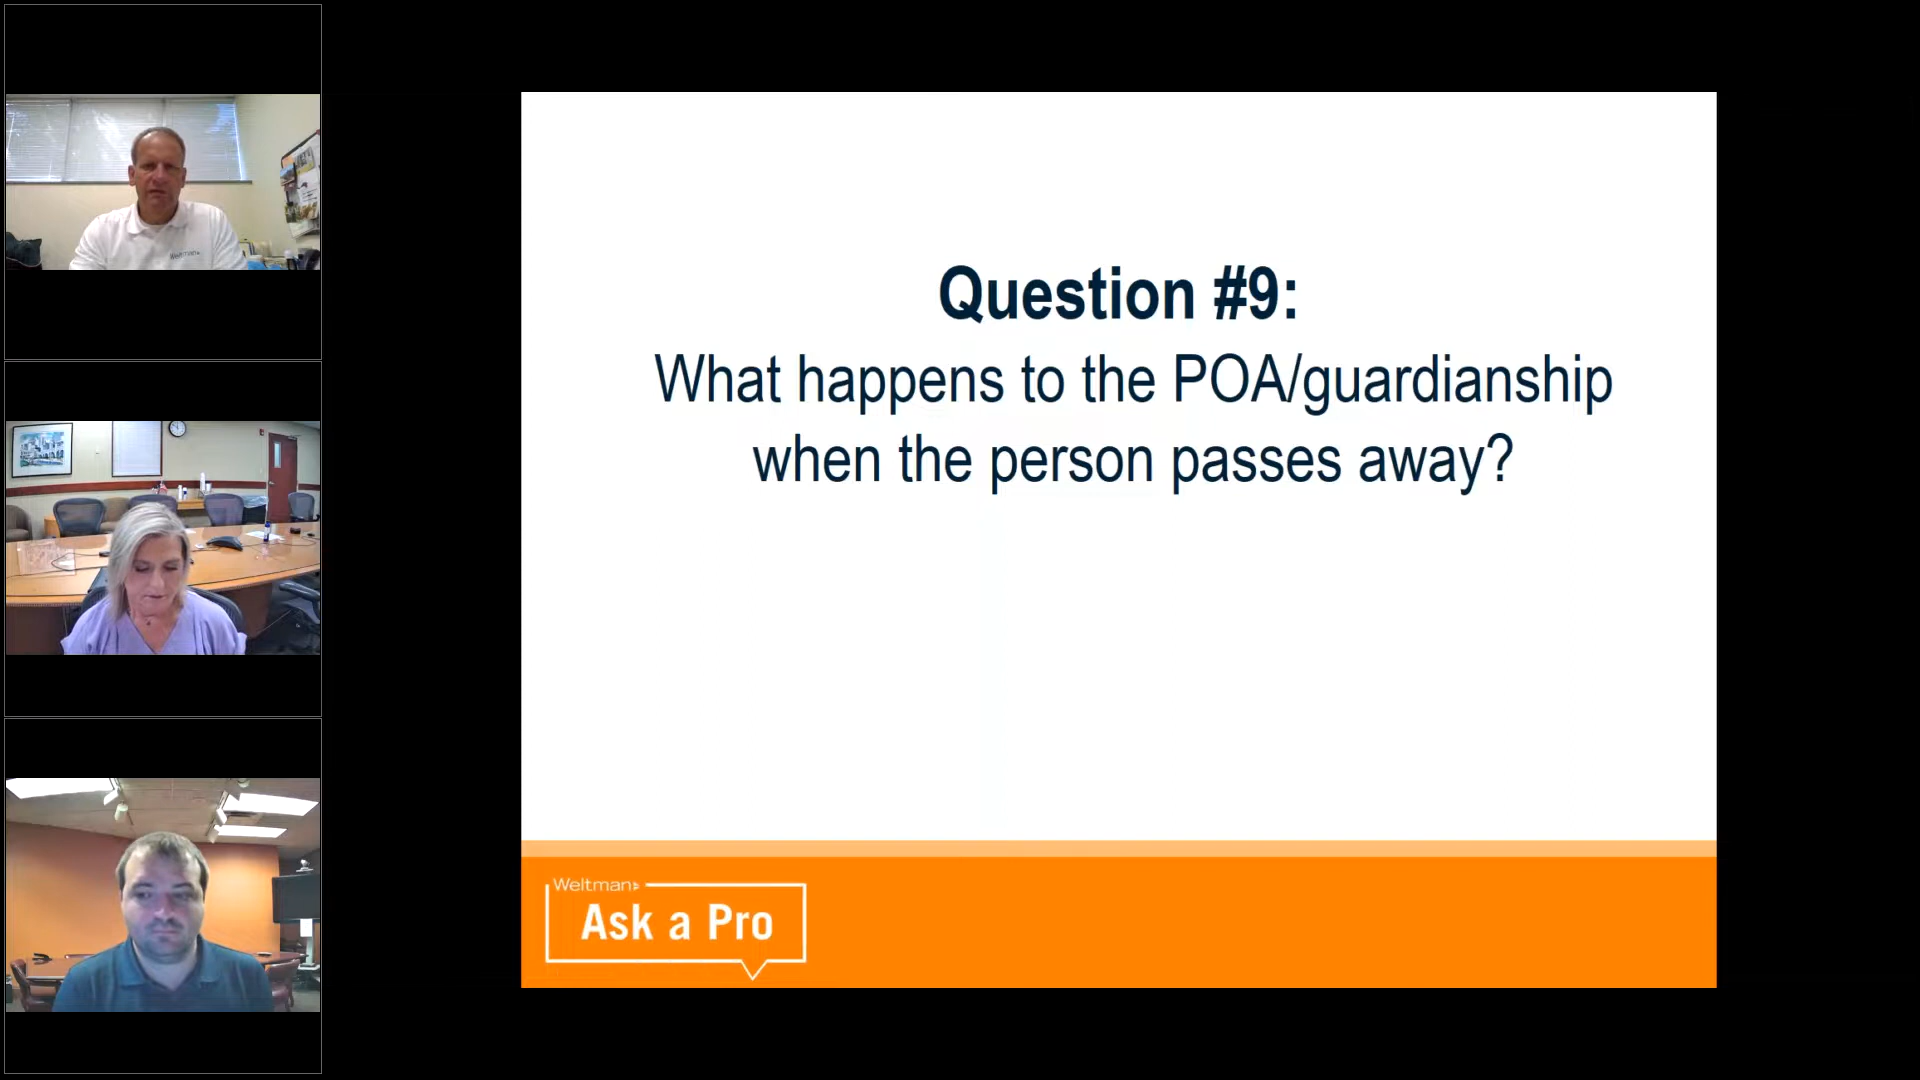 Question #9:
What happens to the POA/guardianship
when the person passes away?
Weltman
Ask a Pro